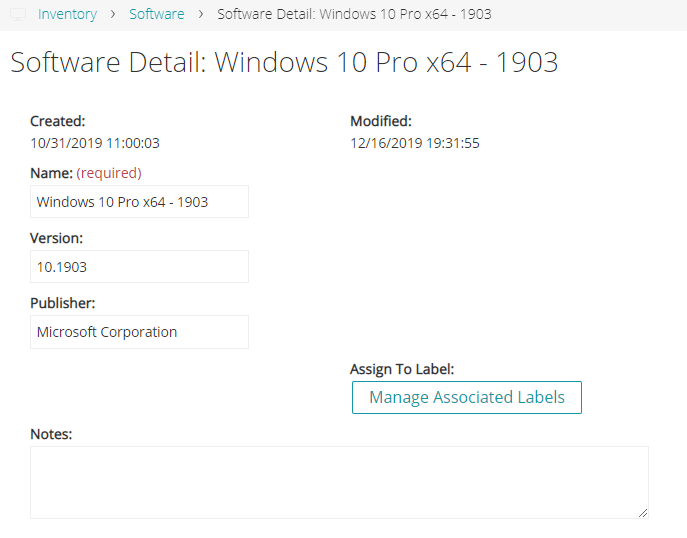 Inventory › Software › Software Detail: Windows 10 Pro x64 - 1903
Software Detail: Windows 10 Pro x64 - 1903
Created: Modified:
10/31/2019 11:00:03 12/16/2019 19:31:55
Name: (required)
Windows 10 Pro x64 - 1903
Version:
10.1903
Publisher:
Microsoft Corporation
Assign To Label:
Manage Associated Labels
Notes: